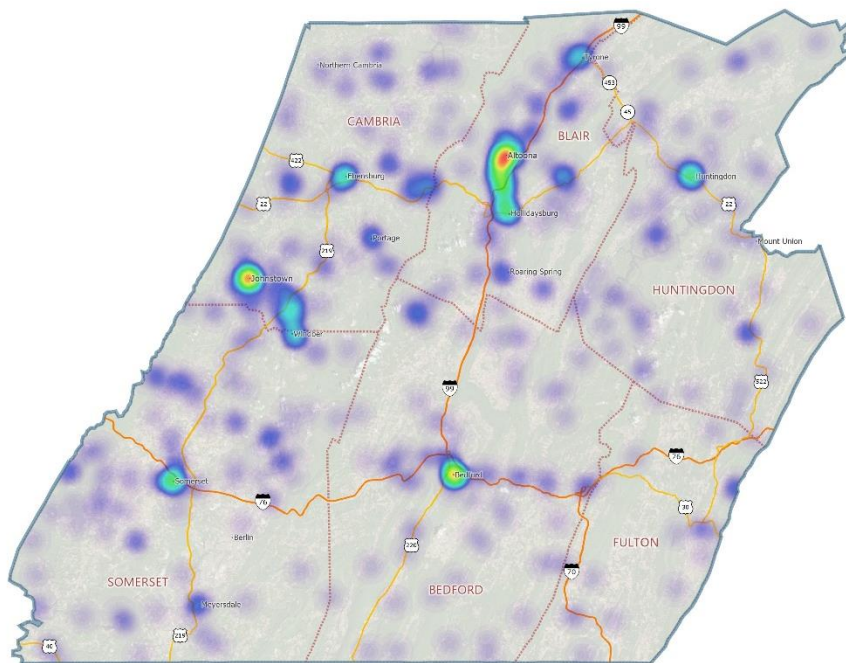 99
Tyrone
Northern Cambria
453
45
CAMBRIA
BLAIR
422
Altoona
Ebensburg
Huntingdon
22
22
Hollidaysburg
219
Portage
Mount Union
Johnstown
Roaring Spring
HUNTINGDON
Windber
99
522
76
Bedford
Somerset
76
30
Berlin
220
FULTON
70
SOMERSET
BEDFORD
Meyersdale
219
40